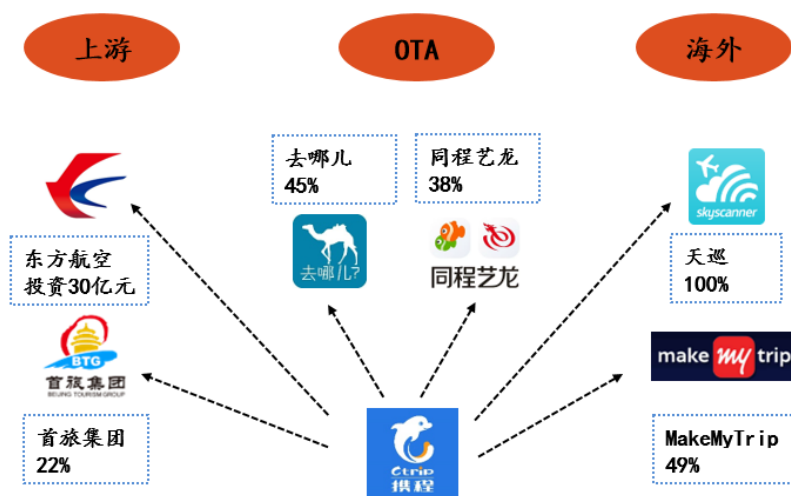 上游
OTA
海外
去哪儿
45%
同程艺龙
38%
skyscanner
去哪儿?
同程艺龙
东方航空
投资30亿元
天巡
100%
BTG
首旅集团
BEIJING TOURISM GROUP
make my trip
首旅集团
22%
Ctrip
携程
MakeMyTrip
49%